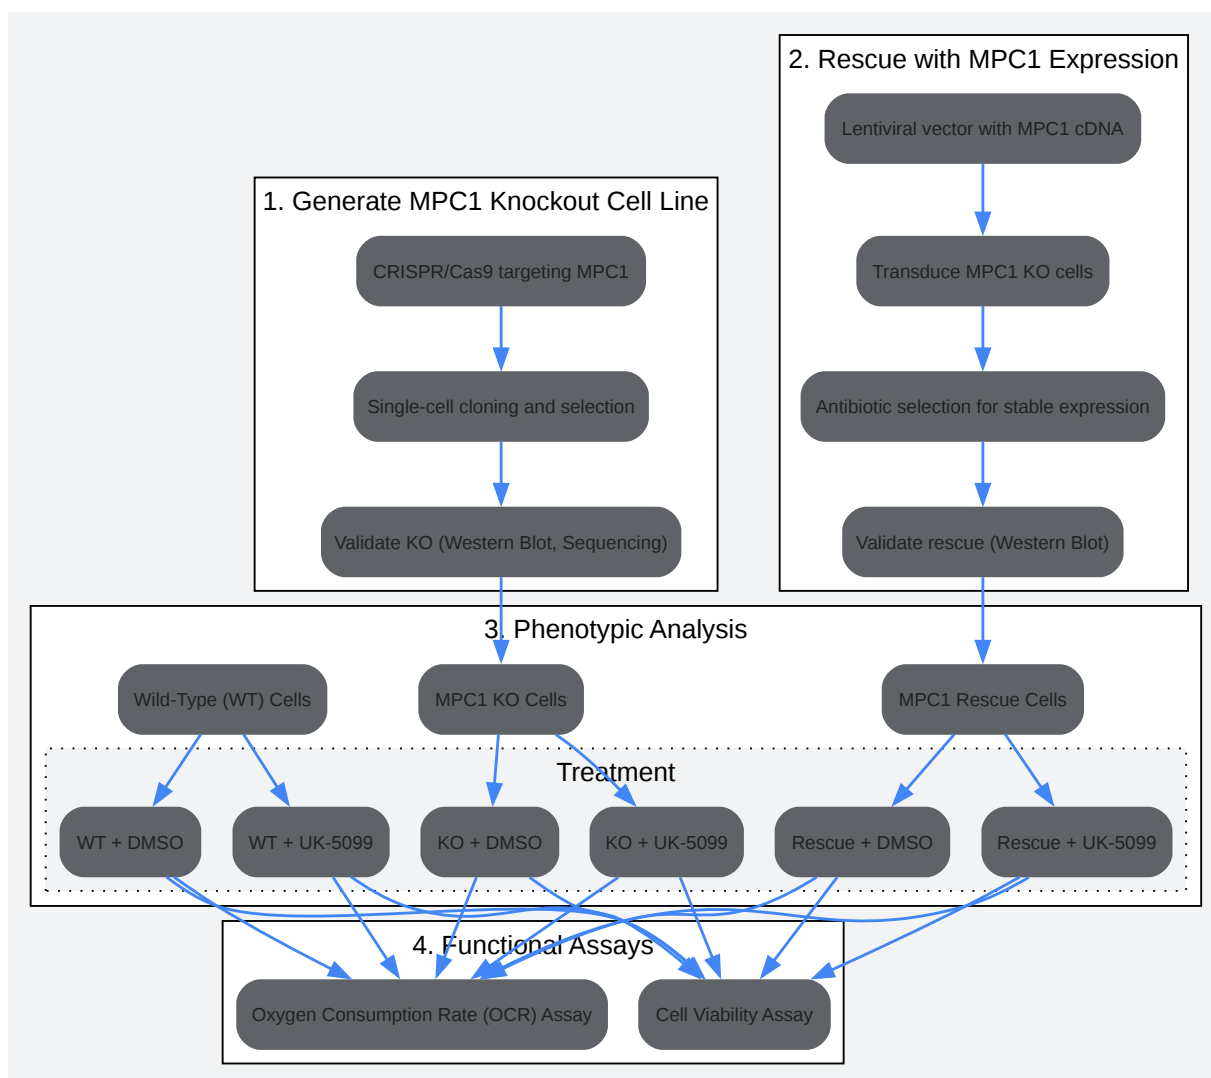 2. Rescue with MPC1 Expression
Lentiviral vector with MPC1 cDNA
Transduce MPC1 KO cells
Antibiotic selection for stable expression
Validate rescue (Western Blot)
1. Generate MPC1 Knockout Cell Line
CRISPR/Cas9 targeting MPC1
Single-cell cloning and selection
Validate KO (Western Blot, Sequencing)
3. Phenotypic Analysis
Wild-Type (WT) Cells
MPC1 KO Cells
MPC1 Rescue Cells
Treatment
WT + DMSO
WT + UK-5099
KO + DMSO
KO + UK-5099
Rescue + DMSO
Rescue + UK-5099
4. Functional Assays
Oxygen Consumption Rate (OCR) Assay
Cell Viability Assay